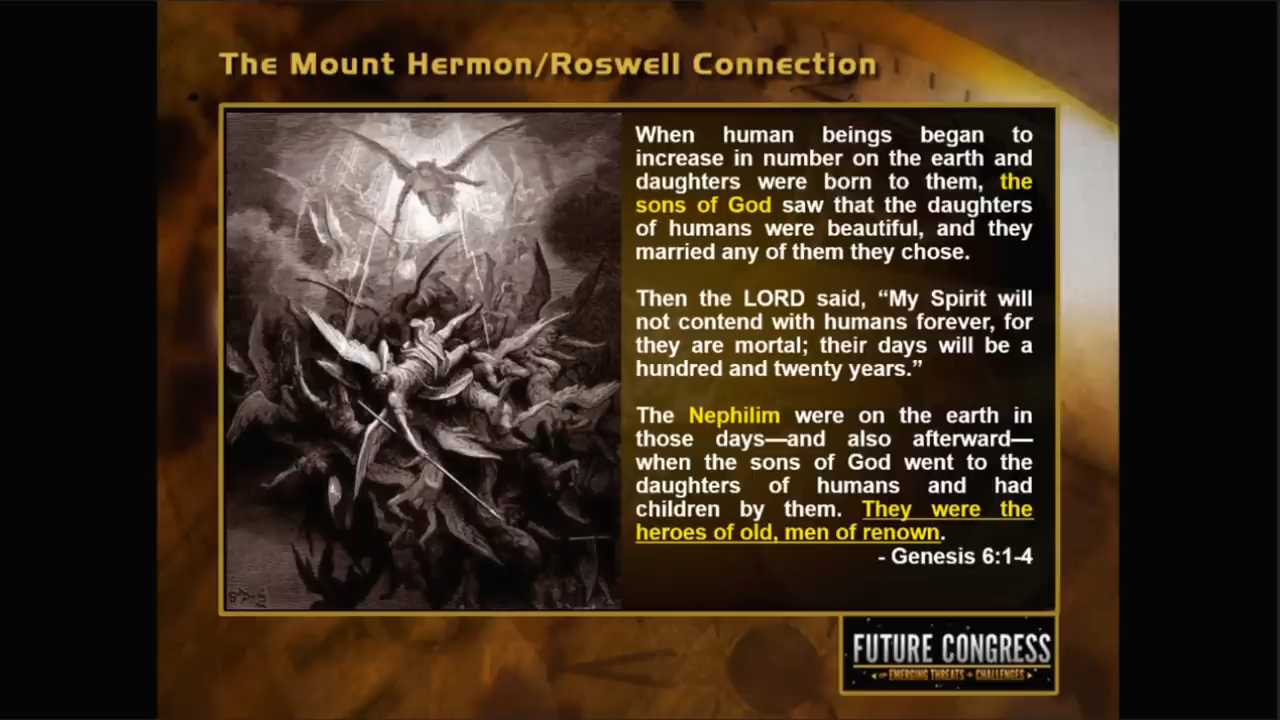 The Mount Hermon/Roswell Connection
When human beings began to
increase in number on the earth and
daughters were born to them, the
sons of God saw that the daughters
of humans were beautiful, and they
married any of them they chose.
Then the LORD said, “My Spirit will
not contend with humans forever, for
they are mortal; their days will be a
hundred and twenty years.”
The Nephilim were on the earth in
those days—and also afterward—
when the sons of God went to the
daughters of humans and had
children by them. They were the
heroes of old, men of renown.
- Genesis 6:1-4
FUTURE CONGRESS
EMERGING THREATS + CHALLENGES